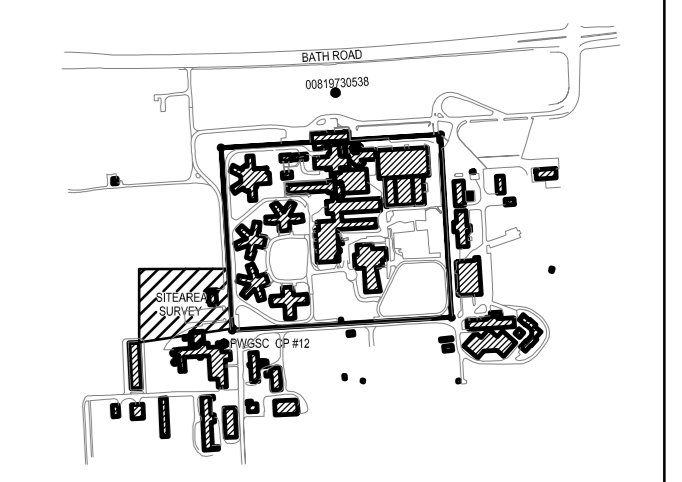 BATH ROAD
00819730538
SITEAREA
SURVEY
PWGSC CP #12